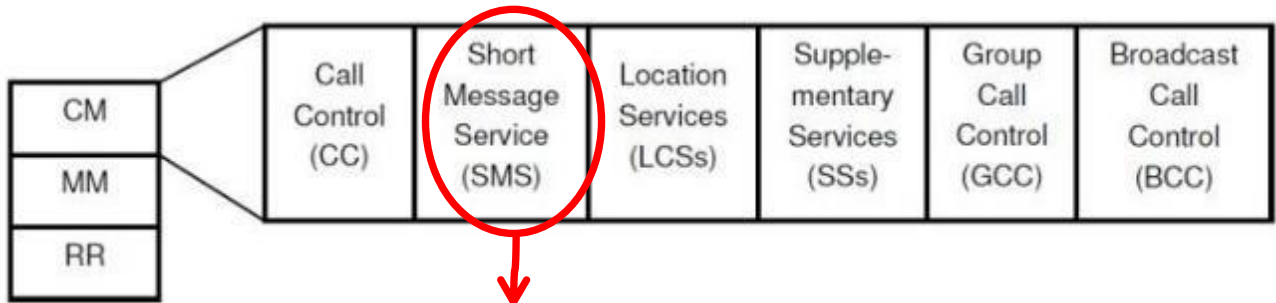 CM
MM
RR
Call
Control
(CC)
Short
Message
Service
(SMS)
Location
Services
(LCSs)
Supple-
mentary
Services
(SSs)
Group
Call
Control
(GCC)
Broadcast
Call
Control
(BCC)